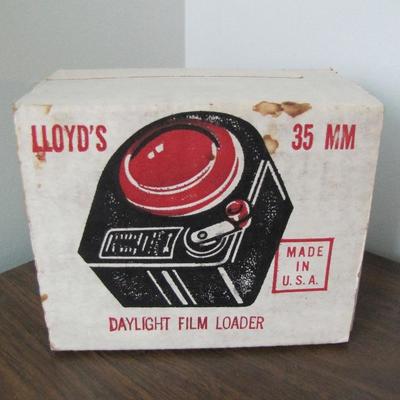 LLOYD'S 35 MM
MADE
IN
U.S.A.
DAYLIGHT FILM LOADER